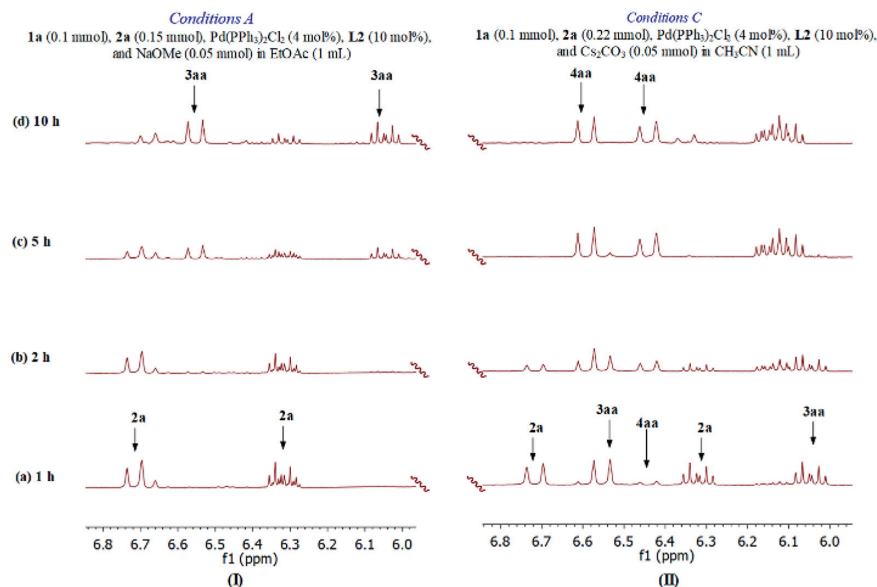 Conditions A
1a (0.1 mmol), 2a (0.15 mmol), Pd(PPh3)2Cl2 (4 mol%), L2 (10 mol%),
and NaOMe (0.05 mmol) in EtOAc (1 mL)
3aa
3aa
(d) 10 h
(c) 5 h
(b) 2 h
2a
2a
(a) 1 h
6.8
6.7
6.6
6.5
6.4
6.3
6.2
6.1
6.0
f1 (ppm)
(I)
Conditions C
1a (0.1 mmol), 2a (0.22 mmol), Pd(PPh3)2Cl2 (4 mol%), L2 (10 mol%),
and Cs2CO3 (0.05 mmol) in CH3CN (1 mL)
4aa
4aa
2a
3aa
4aa
2a
3aa
6.8
6.7
6.6
6.5
6.4
6.3
6.2
6.1
6.0
f1 (ppm)
(II)